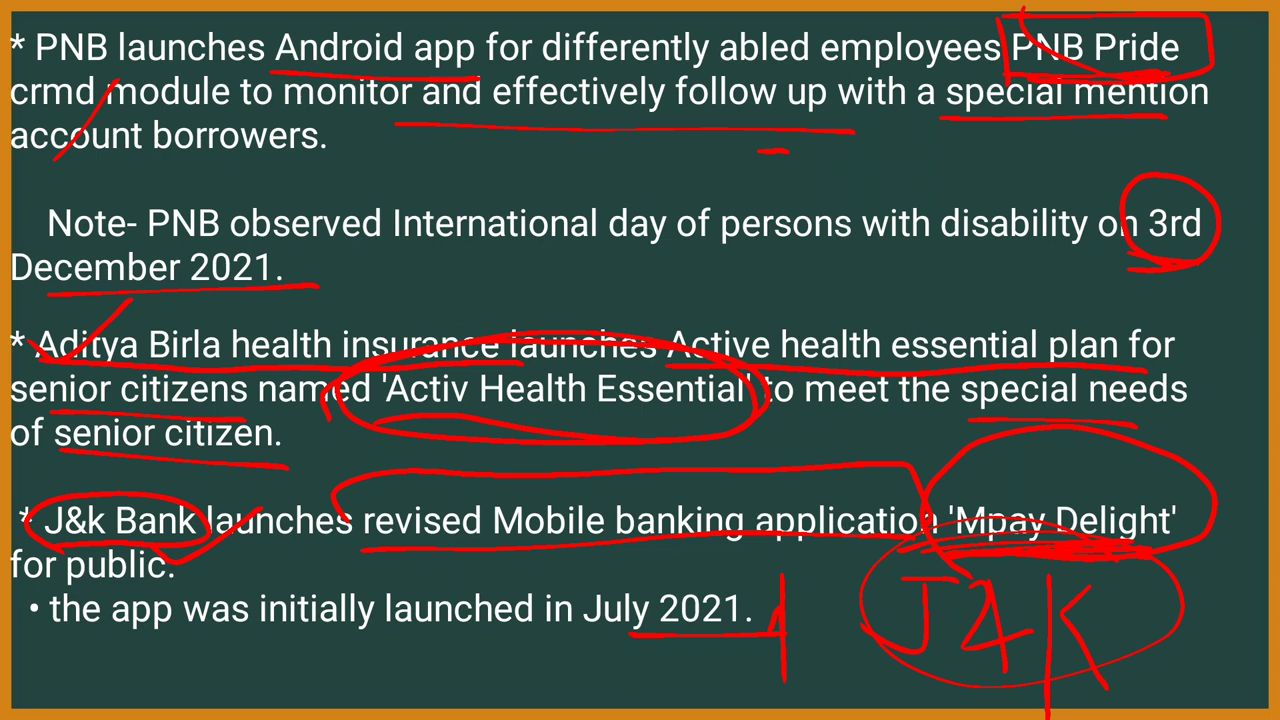 * PNB launches Android app for differently abled employees PNB Pride
crmd module to monitor and effectively follow up with a special mention
account borrowers.
Note- PNB observed International day of persons with disability on 3rd
December 2021.
* Aditya Birla health insurance launches Active health essential plan for
senior citizens named 'Activ Health Essential' to meet the special needs
of senior citizen.
* J&k Bank launches revised Mobile banking application 'Mpay Delight'
for public.
• the app was initially launched in July 2021.
J&K